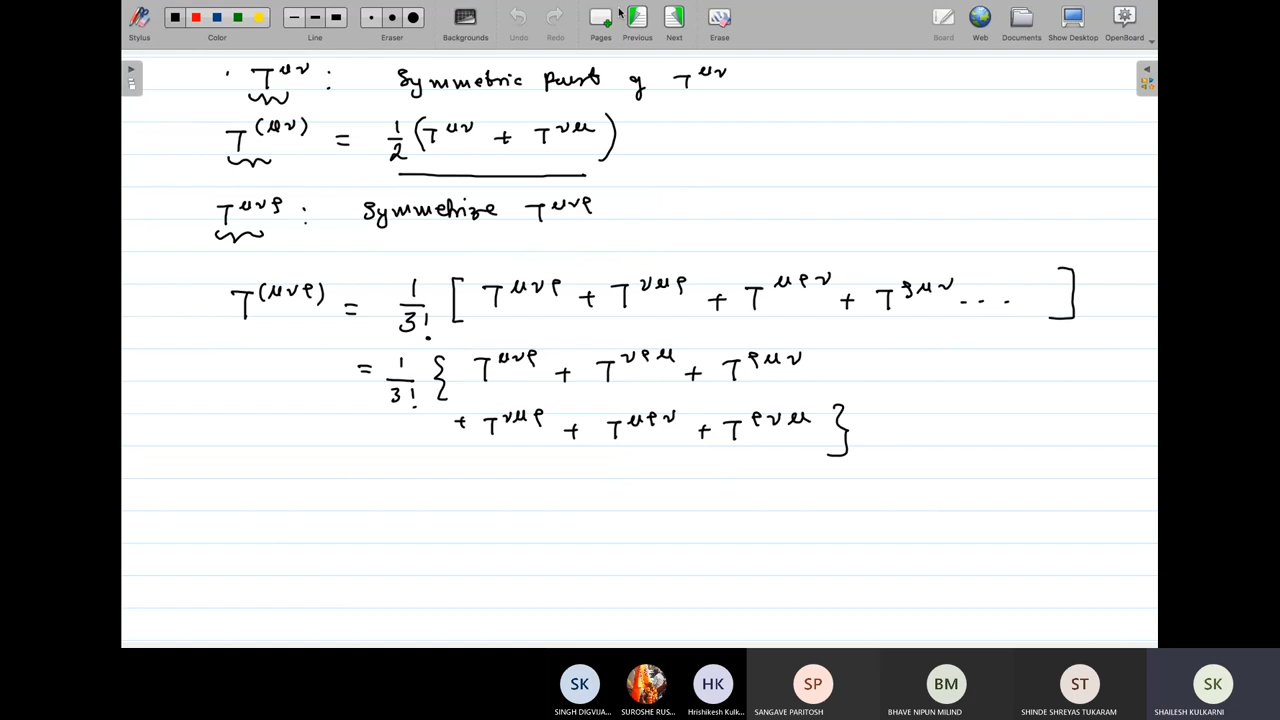 Stylus Color Line Eraser Backgrounds Undo Redo Pages Previous Next Erase Board Web Documents Show Desktop OpenBoard
T^{μν} : Symmetric part of T^{μν}
T^{(μν)} = 1/2 (T^{μν} + T^{νμ})
T^{μνρ} : Symmetrize T^{μνρ}
T^{(μνρ)} = 1/3! [ T^{μνρ} + T^{νμρ} + T^{μρν} + T^{ρμν} ... ]
= 1/3! { T^{μνρ} + T^{νρμ} + T^{ρμν}
+ T^{νμρ} + T^{μρν} + T^{ρνμ} }
SK HK SP BM ST SK
SINGH DIGVIJA... SUROSHE RUS... Hrishikesh Kulk... SANGAVE PARITOSH BHAVE NIPUN MILIND SHINDE SHREYAS TUKARAM SHAILESH KULKARNI